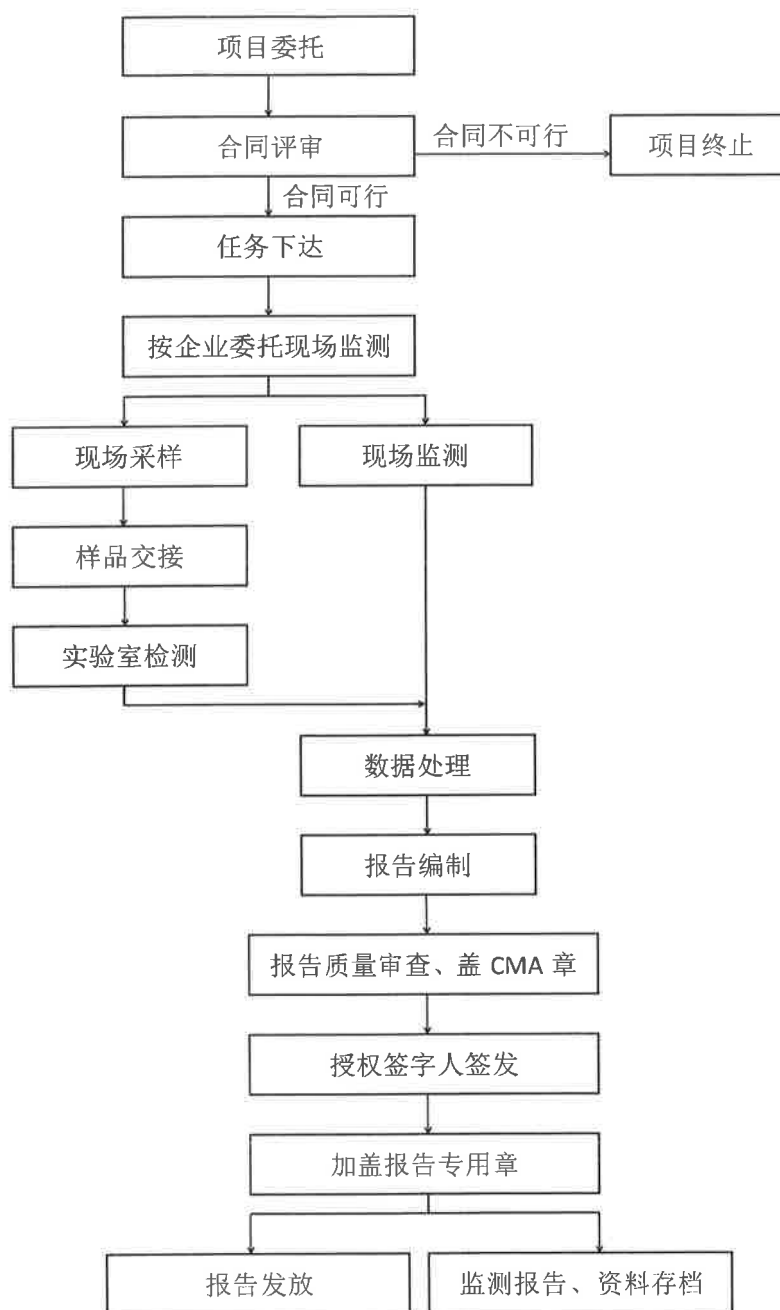 项目委托
合同评审
合同不可行
项目终止
合同可行
任务下达
按企业委托现场监测
现场采样
现场监测
样品交接
实验室检测
数据处理
报告编制
报告质量审查、盖 CMA 章
授权签字人签发
加盖报告专用章
报告发放
监测报告、资料存档